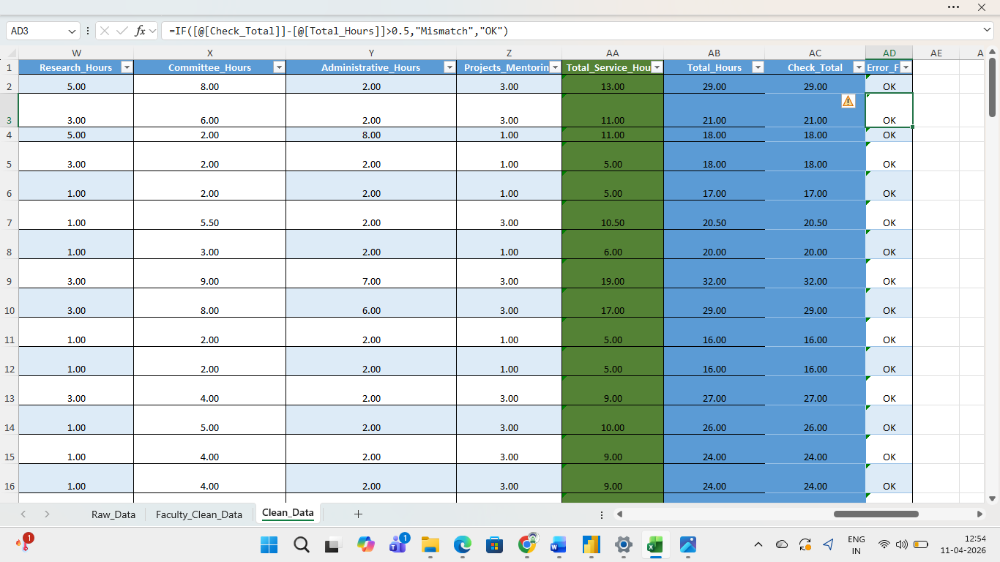 AD3 fx =IF([@[Check_Total]]-[@[Total_Hours]]>0.5,"Mismatch","OK")
W X Y Z AA AB AC AD AE A
1 Research_Hours Committee_Hours Administrative_Hours Projects_Mentorin Total_Service_Hou Total_Hours Check_Total Error_F
2 5.00 8.00 2.00 3.00 13.00 29.00 29.00 OK
3 3.00 6.00 2.00 3.00 11.00 21.00 21.00 OK
4 5.00 2.00 8.00 1.00 11.00 18.00 18.00 OK
5 3.00 2.00 2.00 1.00 5.00 18.00 18.00 OK
6 1.00 2.00 2.00 1.00 5.00 17.00 17.00 OK
7 1.00 5.50 2.00 3.00 10.50 20.50 20.50 OK
8 1.00 3.00 2.00 1.00 6.00 20.00 20.00 OK
9 3.00 9.00 7.00 3.00 19.00 32.00 32.00 OK
10 3.00 8.00 6.00 3.00 17.00 29.00 29.00 OK
11 1.00 2.00 2.00 1.00 5.00 16.00 16.00 OK
12 1.00 2.00 2.00 1.00 5.00 16.00 16.00 OK
13 3.00 4.00 2.00 3.00 9.00 27.00 27.00 OK
14 1.00 5.00 2.00 3.00 10.00 26.00 26.00 OK
15 1.00 4.00 2.00 3.00 9.00 24.00 24.00 OK
16 1.00 4.00 2.00 3.00 9.00 24.00 24.00 OK
Raw_Data Faculty_Clean_Data Clean_Data
1 1 ENG 12:54
IN 11-04-2026